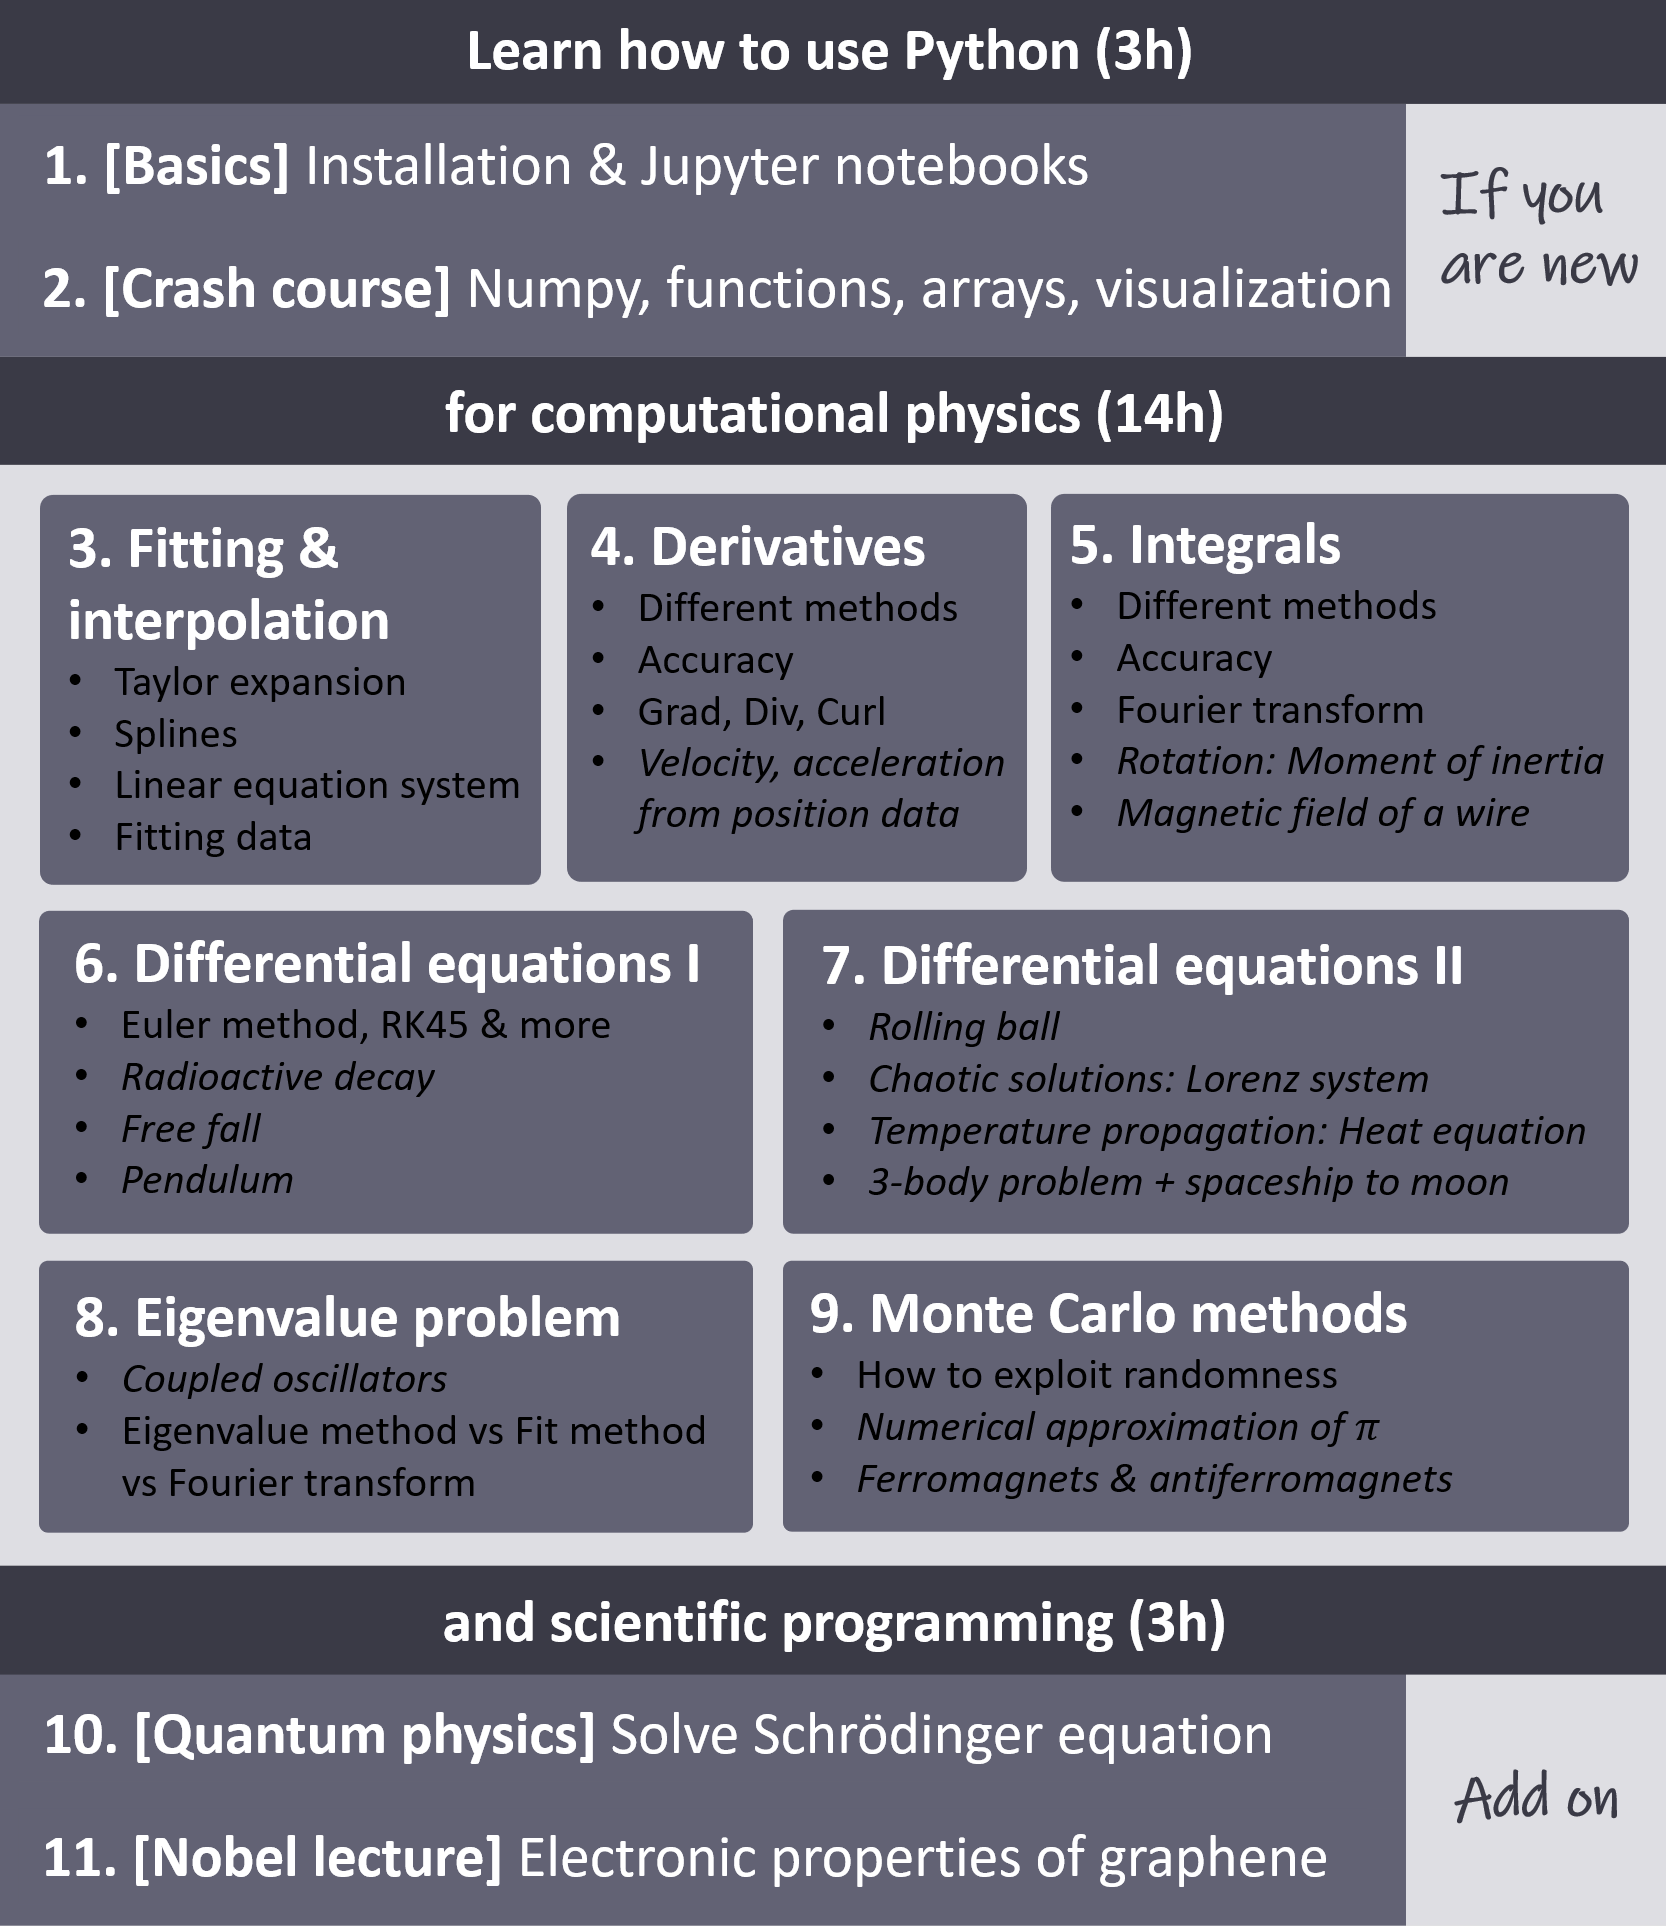 Learn how to use Python (3h)
1. [Basics] Installation & Jupyter notebooks
2. [Crash course] Numpy, functions, arrays, visualization
If you
are new
for computational physics (14h)
3. Fitting &
interpolation
• Taylor expansion
• Splines
• Linear equation system
• Fitting data
4. Derivatives
• Different methods
• Accuracy
• Grad, Div, Curl
• Velocity, acceleration
from position data
5. Integrals
• Different methods
• Accuracy
• Fourier transform
• Rotation: Moment of inertia
• Magnetic field of a wire
6. Differential equations I
• Euler method, RK45 & more
• Radioactive decay
• Free fall
• Pendulum
7. Differential equations II
• Rolling ball
• Chaotic solutions: Lorenz system
• Temperature propagation: Heat equation
• 3-body problem + spaceship to moon
8. Eigenvalue problem
• Coupled oscillators
• Eigenvalue method vs Fit method
vs Fourier transform
9. Monte Carlo methods
• How to exploit randomness
• Numerical approximation of π
• Ferromagnets & antiferromagnets
and scientific programming (3h)
10. [Quantum physics] Solve Schrödinger equation
11. [Nobel lecture] Electronic properties of graphene
Add on